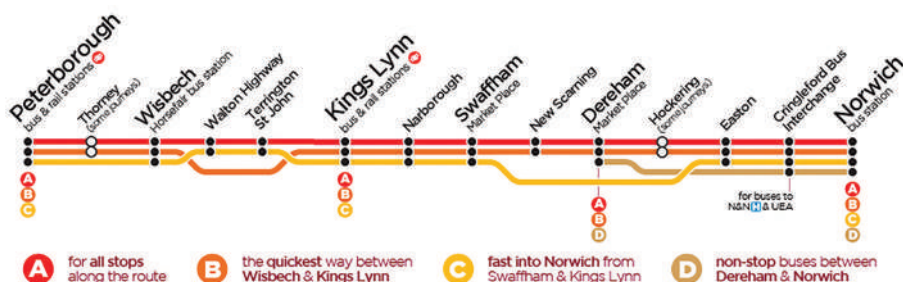 Peterborough
bus & rail stations
Thorney
(some journeys)
Wisbech
Horsefair bus station
Walton Highway
Terrington
St John
Kings Lynn
bus & rail stations
Narborough
Swaffham
Market Place
New Scarning
Dereham
Market Place
Hockering
(some journeys)
Easton
Cringleford Bus
Interchange
Norwich
bus station
A
B
C
A
B
C
A
B
D
for buses to
N&N H & UEA
A
B
C
D
A for all stops
along the route
B the quickest way between
Wisbech & Kings Lynn
C fast into Norwich from
Swaffham & Kings Lynn
D non-stop buses between
Dereham & Norwich